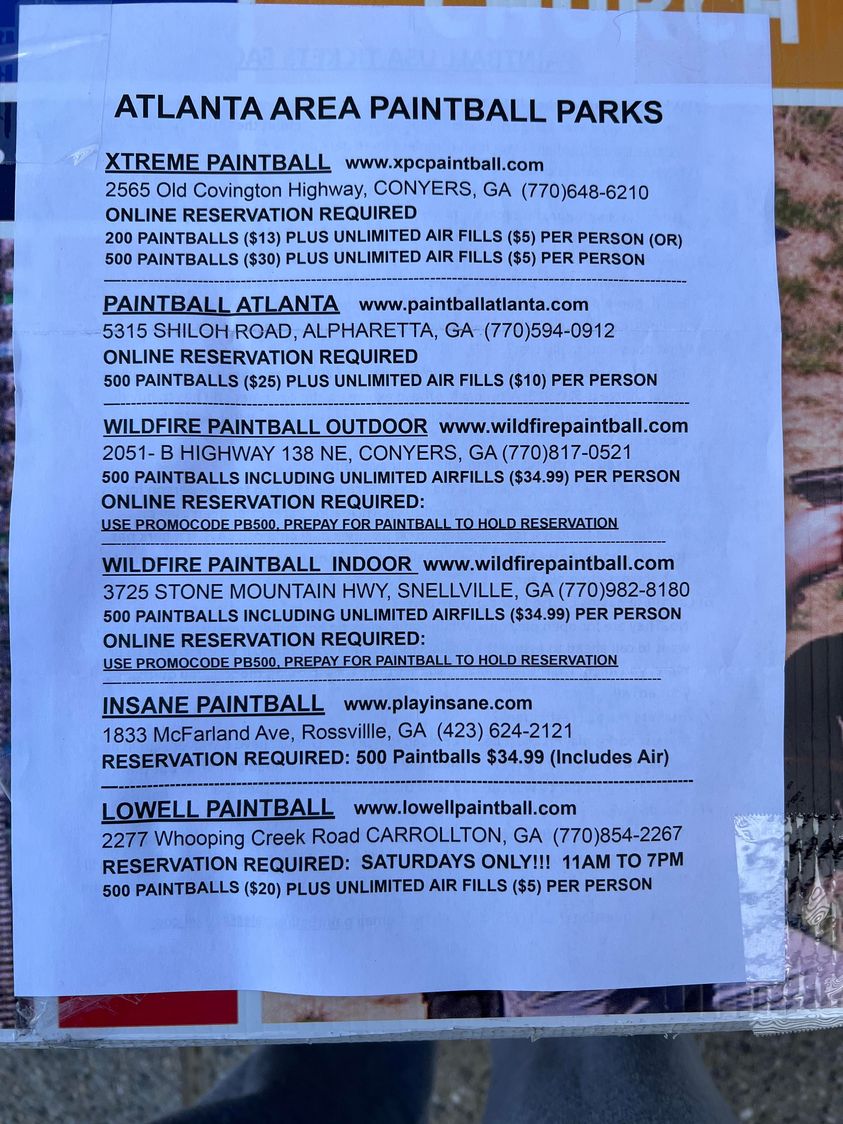 CHURCH
ATLANTA AREA PAINTBALL PARKS
XTREME PAINTBALL www.xpcpaintball.com
2565 Old Covington Highway, CONYERS, GA (770)648-6210
ONLINE RESERVATION REQUIRED
200 PAINTBALLS ($13) PLUS UNLIMITED AIR FILLS ($5) PER PERSON (OR)
500 PAINTBALLS ($30) PLUS UNLIMITED AIR FILLS ($5) PER PERSON
PAINTBALL ATLANTA www.paintballatlanta.com
5315 SHILOH ROAD, ALPHARETTA, GA (770)594-0912
ONLINE RESERVATION REQUIRED
500 PAINTBALLS ($25) PLUS UNLIMITED AIR FILLS ($10) PER PERSON
WILDFIRE PAINTBALL OUTDOOR www.wildfirepaintball.com
2051- B HIGHWAY 138 NE, CONYERS, GA (770)817-0521
500 PAINTBALLS INCLUDING UNLIMITED AIRFILLS ($34.99) PER PERSON
ONLINE RESERVATION REQUIRED:
USE PROMOCODE PB500, PREPAY FOR PAINTBALL TO HOLD RESERVATION
WILDFIRE PAINTBALL INDOOR www.wildfirepaintball.com
3725 STONE MOUNTAIN HWY, SNELLVILLE, GA (770)982-8180
500 PAINTBALLS INCLUDING UNLIMITED AIRFILLS ($34.99) PER PERSON
ONLINE RESERVATION REQUIRED:
USE PROMOCODE PB500, PREPAY FOR PAINTBALL TO HOLD RESERVATION
INSANE PAINTBALL www.playinsane.com
1833 McFarland Ave, Rossvillle, GA (423) 624-2121
RESERVATION REQUIRED: 500 Paintballs $34.99 (Includes Air)
LOWELL PAINTBALL www.lowellpaintball.com
2277 Whooping Creek Road CARROLLTON, GA (770)854-2267
RESERVATION REQUIRED: SATURDAYS ONLY!!! 11AM TO 7PM
500 PAINTBALLS ($20) PLUS UNLIMITED AIR FILLS ($5) PER PERSON